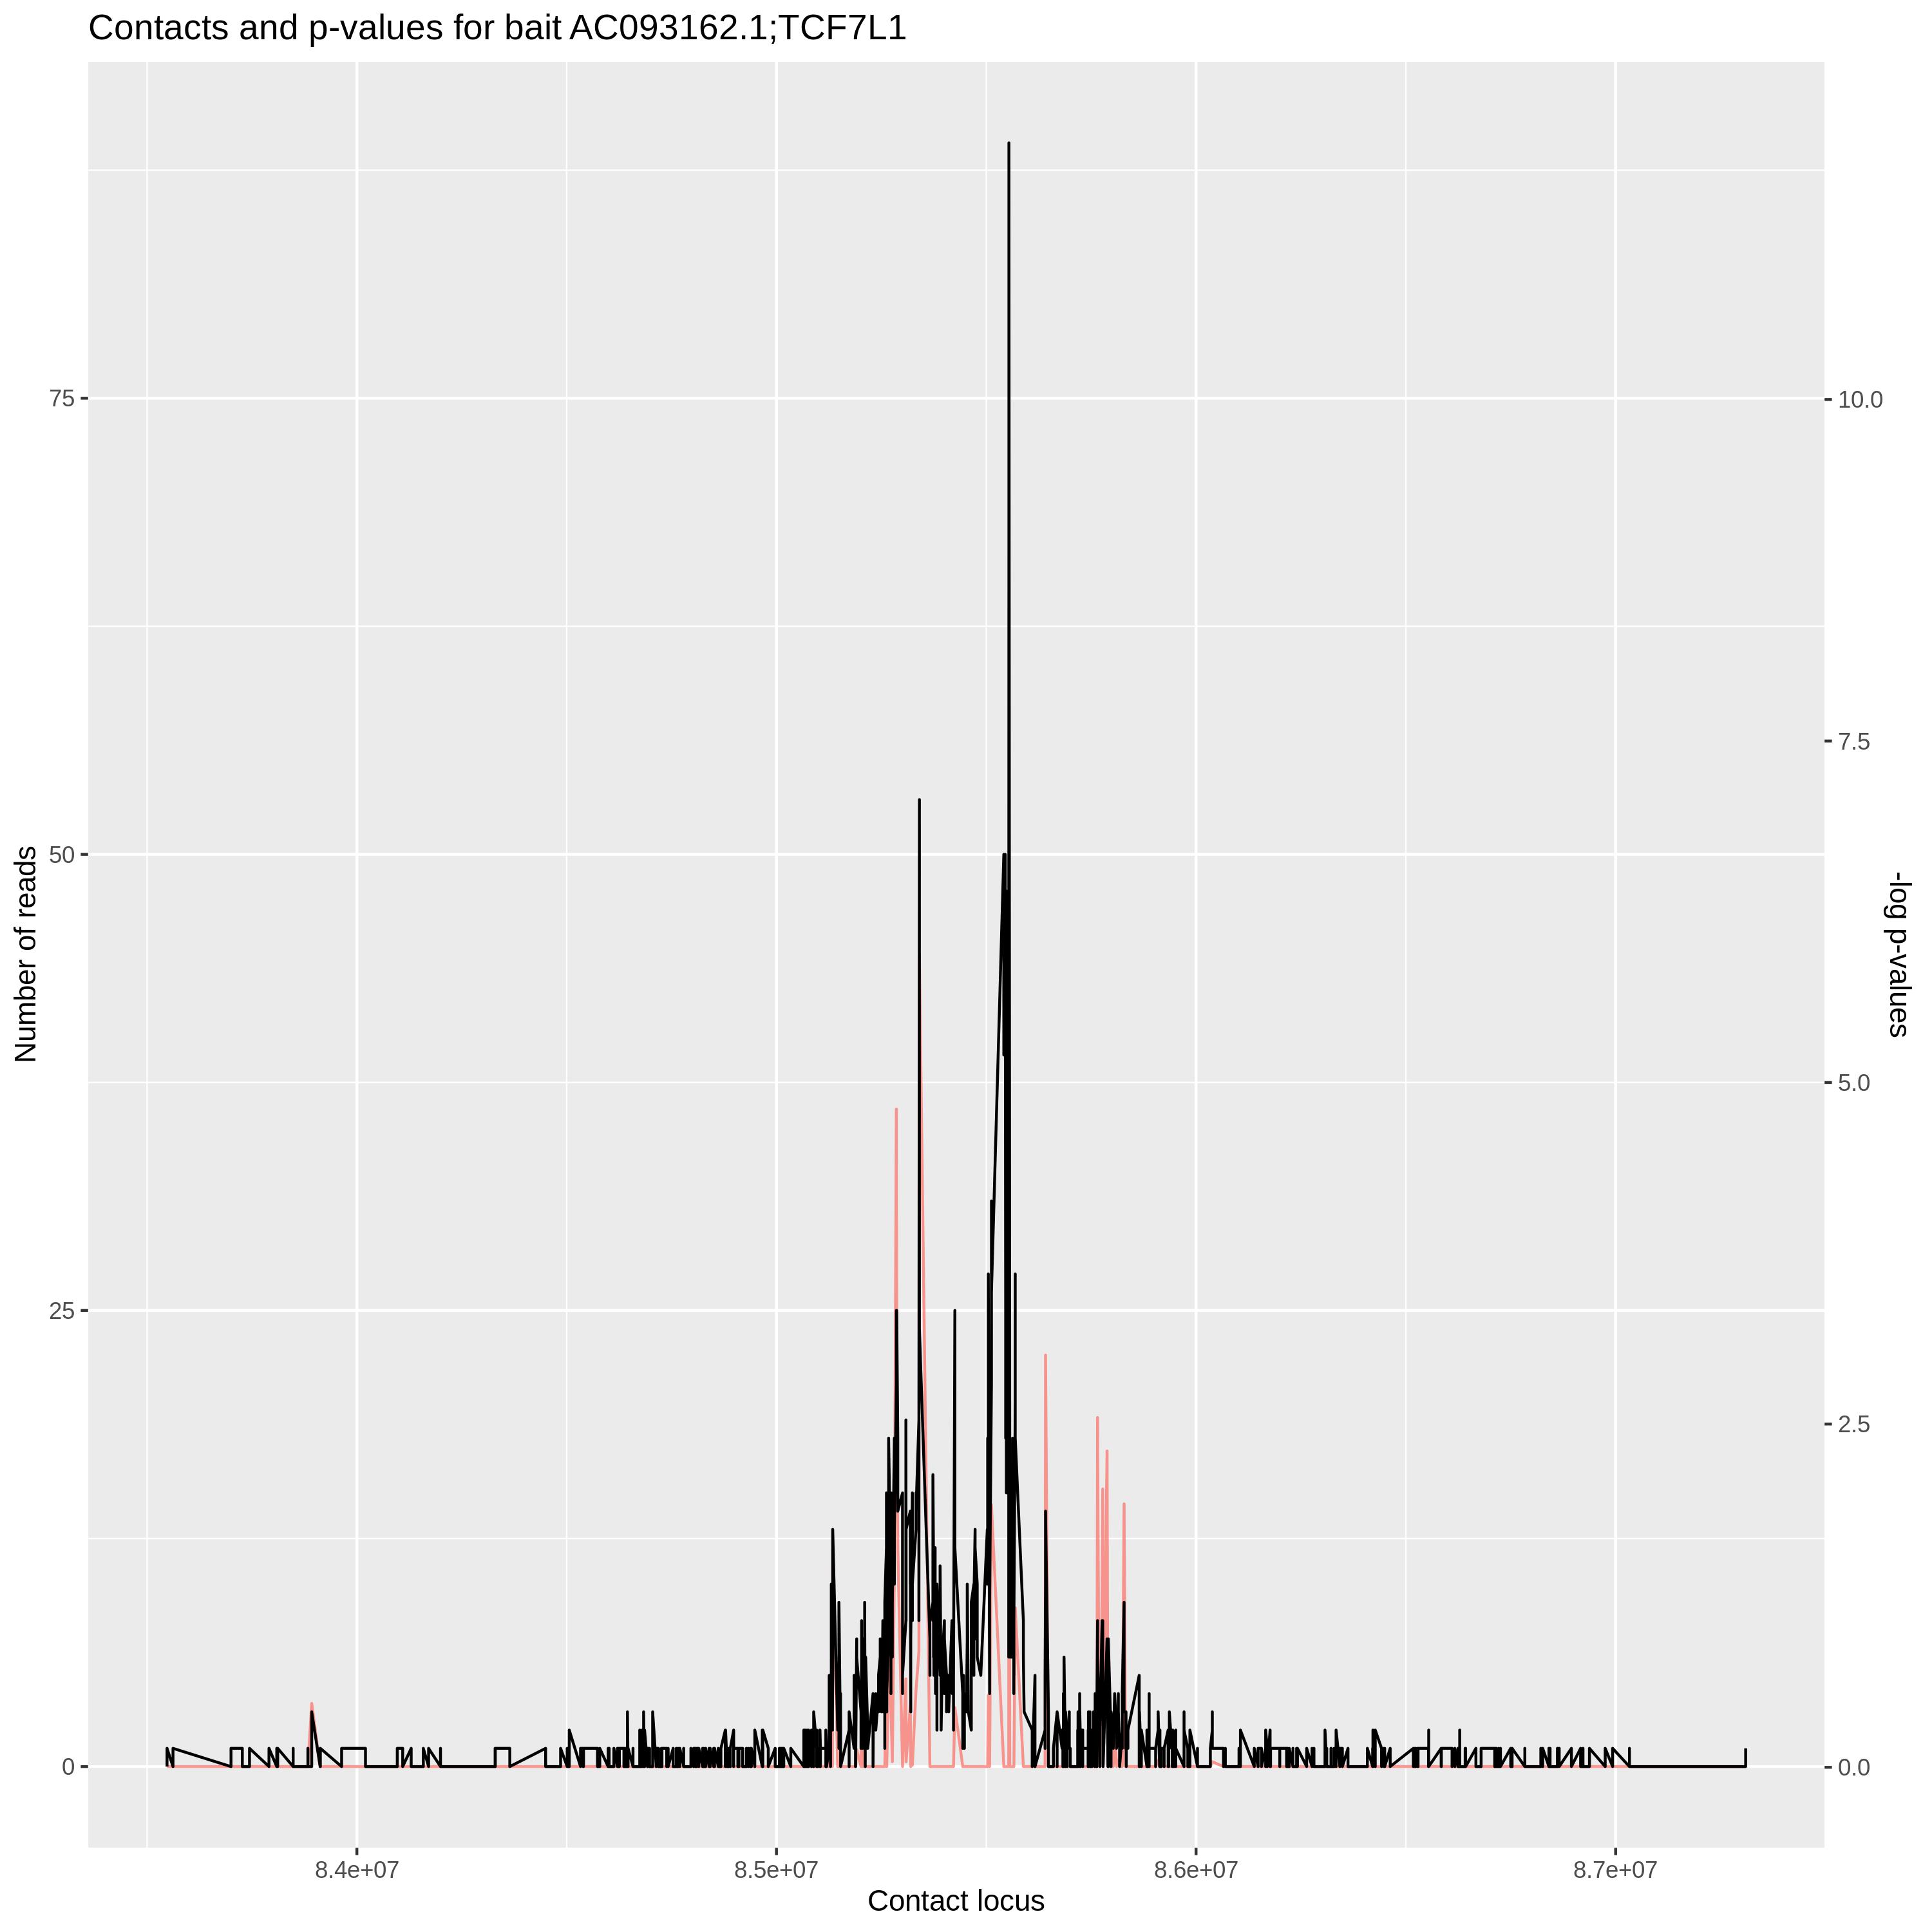 Contacts and p-values for bait AC093162.1;TCF7L1
75
50
25
0
Number of reads
10.0
7.5
5.0
2.5
0.0
-log p-values
8.4e+07
8.5e+07
8.6e+07
8.7e+07
Contact locus